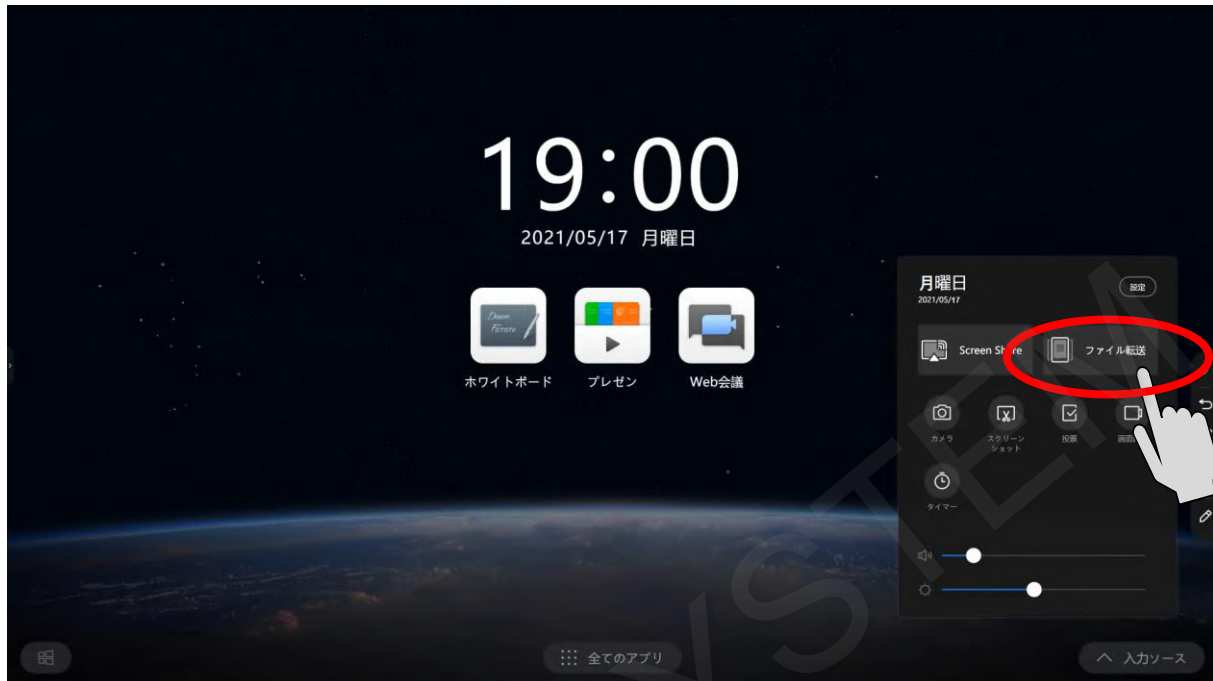 19:00
2021/05/17 月曜日
ホワイトボード
プレゼン
Web会議
月曜日
2021/05/17
設定
Screen Share
ファイル転送
カメラ
スクリーン
ショット
投票
画面
タイマー
全てのアプリ
入力ソース
YSTEM